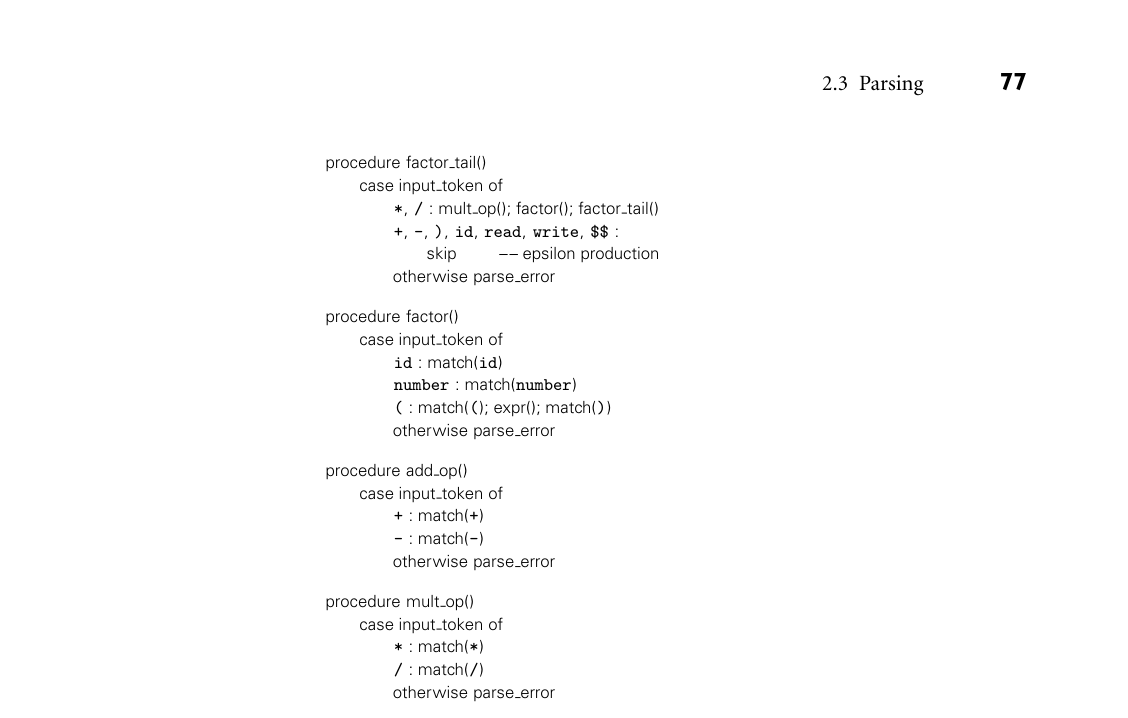 2.3 Parsing 77
procedure factor_tail()
case input_token of
*, / : mult_op(); factor(); factor_tail()
+, -, ), id, read, write, $$ :
skip -- epsilon production
otherwise parse_error
procedure factor()
case input_token of
id : match(id)
number : match(number)
( : match((); expr(); match())
otherwise parse_error
procedure add_op()
case input_token of
+ : match(+)
- : match(-)
otherwise parse_error
procedure mult_op()
case input_token of
* : match(*)
/ : match(/)
otherwise parse_error